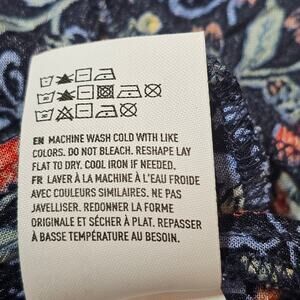 EN MACHINE WASH COLD WITH LIKE
COLORS. DO NOT BLEACH. RESHAPE LAY
FLAT TO DRY. COOL IRON IF NEEDED.
FR LAVER À LA MACHINE À L'EAU FROIDE
AVEC COULEURS SIMILAIRES. NE PAS
JAVELLISER. REDONNER LA FORME
ORIGINALE ET SÉCHER À PLAT. REPASSER
À BASSE TEMPÉRATURE AU BESOIN.